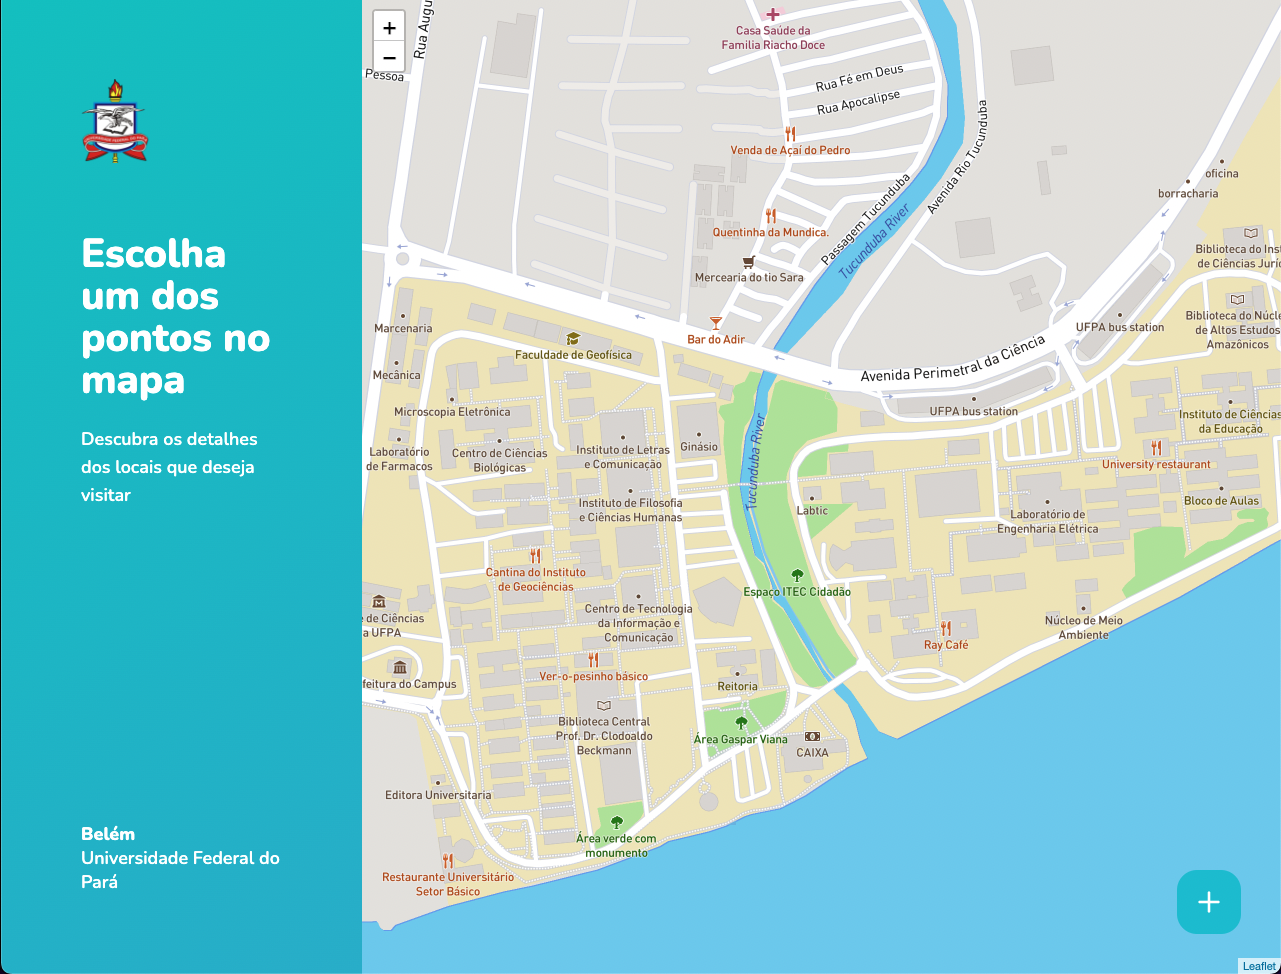 Escolha
um dos
pontos no
mapa
Descubra os detalhes
dos locais que deseja
visitar
Belém
Universidade Federal do
Pará
+
−
Rua Augu
Pessoa
Casa Saúde da
Familia Riacho Doce
Rua Fé em Deus
Rua Apocalipse
Venda de Açaí do Pedro
Avenida Rio Tucunduba
Passagem Tucunduba
Tucunduba River
oficina
borracharia
Quentinha da Mundica.
Mercearia do tio Sara
Biblioteca do Inst
de Ciências Juríd
Marcenaria
Bar do Adir
UFPA bus station
Biblioteca do Núcle
de Altos Estudos
Amazônicos
Faculdade de Geofísica
Avenida Perimetral da Ciência
Mecânica
Microscopia Eletrônica
UFPA bus station
Instituto de Ciências
da Educação
Laboratório
de Farmacos
Centro de Ciências
Biológicas
Instituto de Letras
e Comunicação
Ginásio
Tucunduba River
University restaurant
Instituto de Filosofia
e Ciências Humanas
Labtic
Laboratório de
Engenharia Elétrica
Bloco de Aulas
Cantina do Instituto
de Geociências
Espaço ITEC Cidadão
e de Ciências
a UFPA
Centro de Tecnologia
da Informação e
Comunicação
Núcleo de Meio
Ambiente
Ray Café
feitura do Campus
Ver-o-pesinho básico
Reitoria
Biblioteca Central
Prof. Dr. Clodoaldo
Beckmann
Área Gaspar Viana
CAIXA
Editora Universitaria
Área verde com
monumento
Restaurante Universitário
Setor Básico
Leaflet